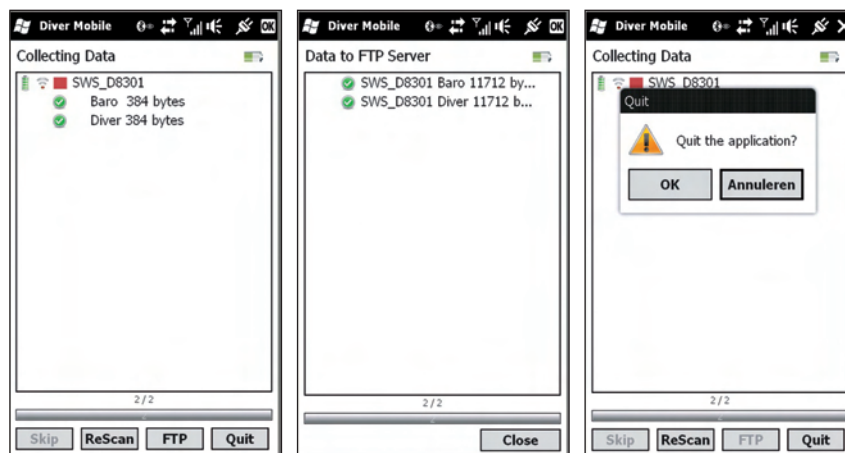 Diver Mobile
OK
Collecting Data
SWS_D8301
Baro 384 bytes
Diver 384 bytes
2/2
Skip
ReScan
FTP
Quit
Diver Mobile
OK
Data to FTP Server
SWS_D8301 Baro 11712 by...
SWS_D8301 Diver 11712 b...
2/2
Close
Diver Mobile
Collecting Data
SWS_D8301
Quit
Quit the application?
OK
Annuleren
2/2
Skip
ReScan
FTP
Quit